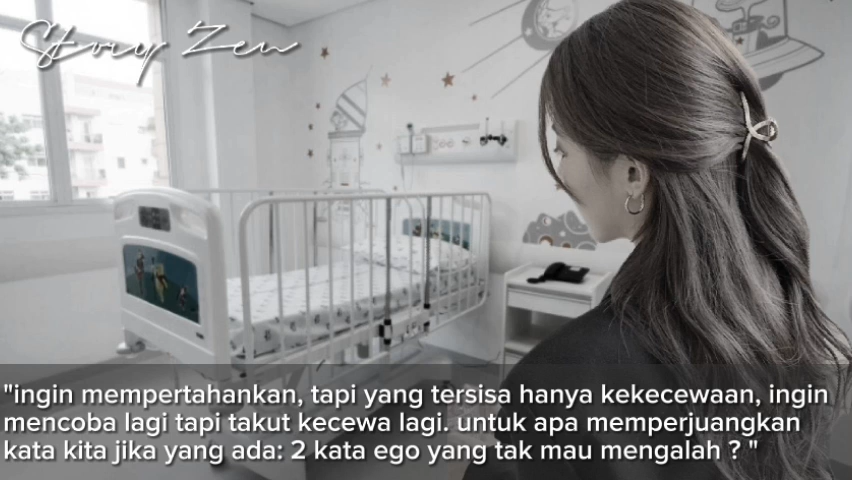 Story Zen
"ingin mempertahankan, tapi yang tersisa hanya kekecewaan, ingin
mencoba lagi tapi takut kecewa lagi. untuk apa memperjuangkan
kata kita jika yang ada: 2 kata ego yang tak mau mengalah ? "